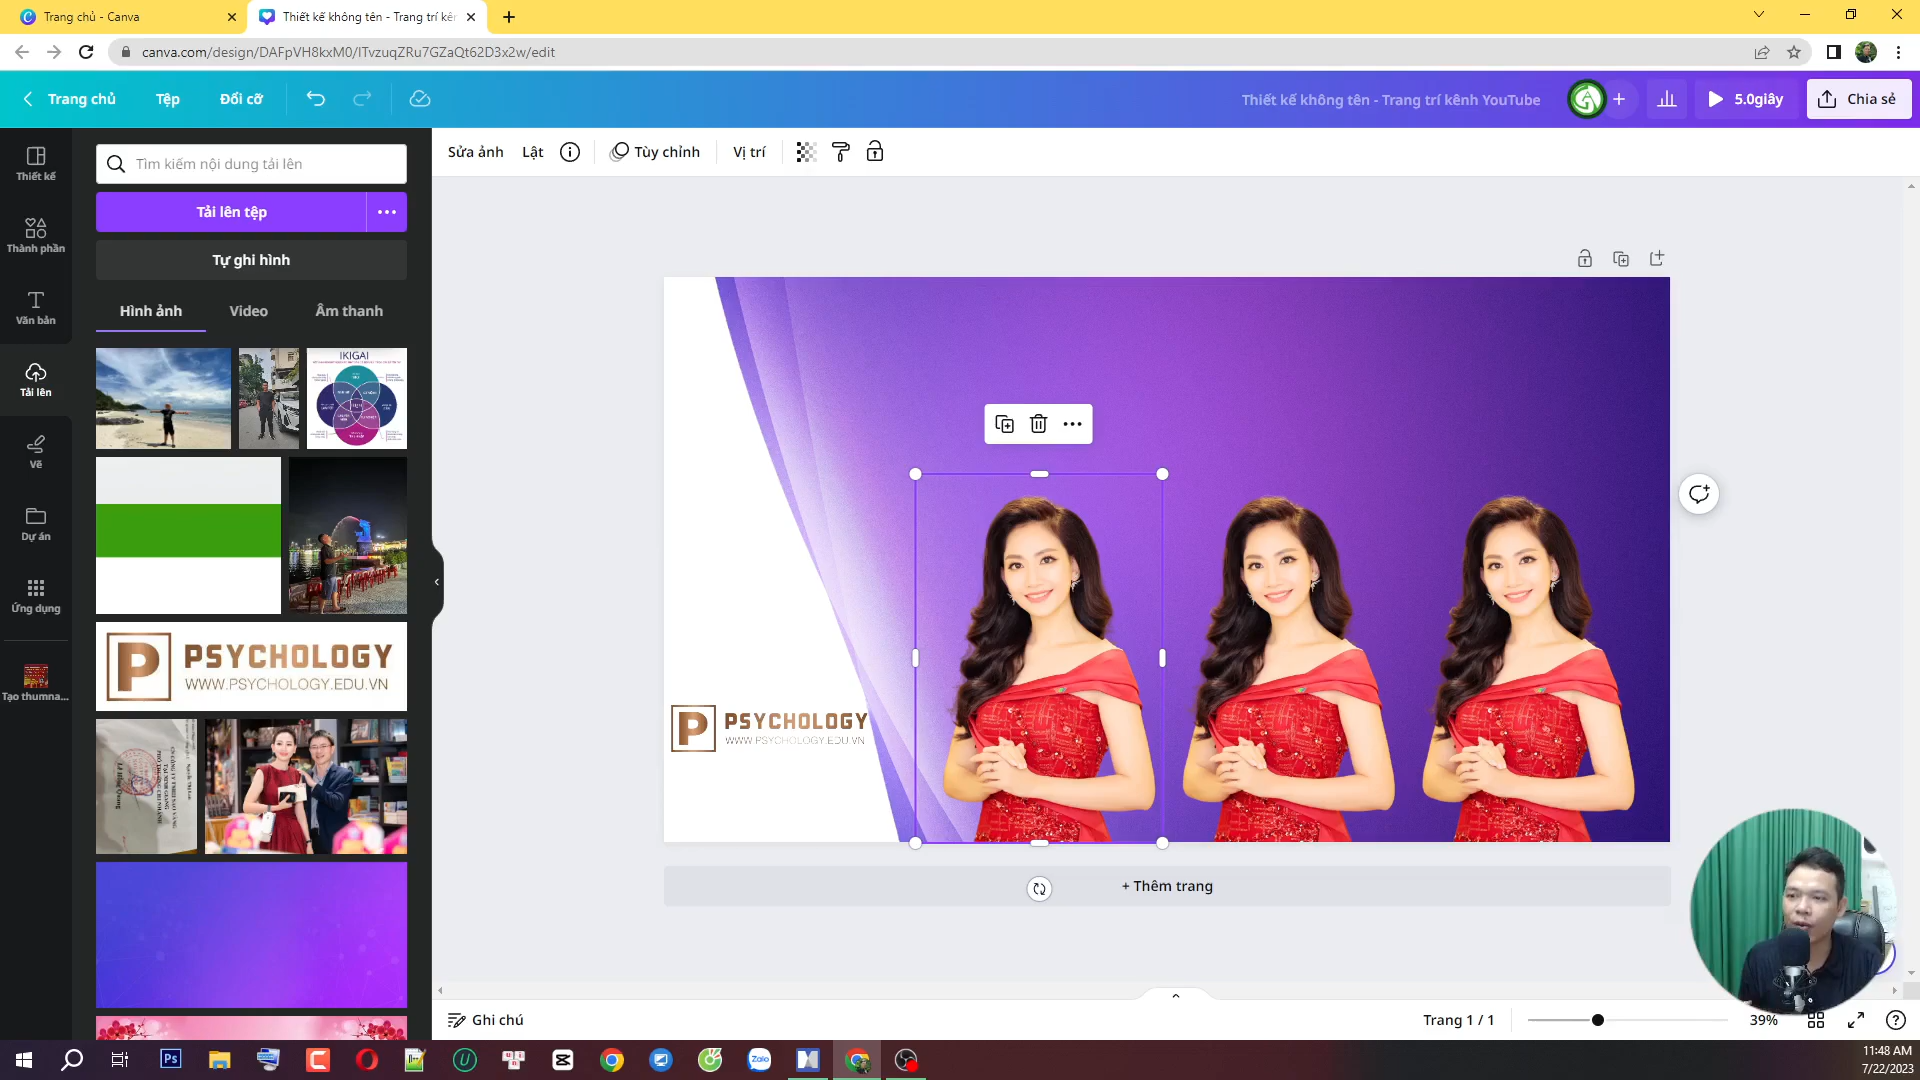 Trang chủ - Canva
Thiết kế không tên - Trang trí kên
canva.com/design/DAFpVH8kxM0/ITvzuqZRu7GZaQt62D3x2w/edit
Trang chủ
Tệp
Đổi cỡ
Thiết kế không tên - Trang trí kênh YouTube
5.0giây
Chia sẻ
Thiết kế
Thành phần
Văn bản
Tải lên
Vẽ
Dự án
Ứng dụng
Tạo thumna...
Tìm kiếm nội dung tải lên
Tải lên tệp
Tự ghi hình
Hình ảnh
Video
Âm thanh
IKIGAI
P PSYCHOLOGY
WWW.PSYCHOLOGY.EDU.VN
Sửa ảnh
Lật
Tùy chỉnh
Vị trí
P PSYCHOLOGY
WWW.PSYCHOLOGY.EDU.VN
+ Thêm trang
Ghi chú
Trang 1 / 1
39%
Ps
Zalo
11:48 AM
7/22/2023